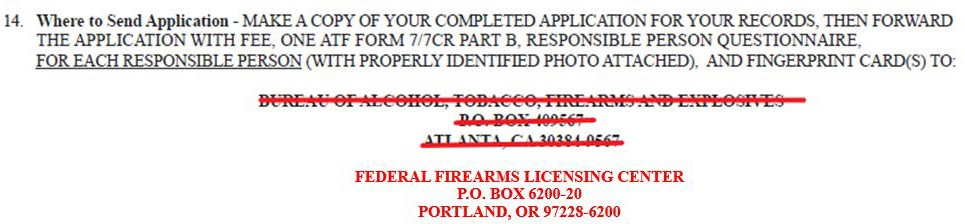 14. Where to Send Application - MAKE A COPY OF YOUR COMPLETED APPLICATION FOR YOUR RECORDS, THEN FORWARD
THE APPLICATION WITH FEE, ONE ATF FORM 7/7CR PART B, RESPONSIBLE PERSON QUESTIONNAIRE,
FOR EACH RESPONSIBLE PERSON (WITH PROPERLY IDENTIFIED PHOTO ATTACHED), AND FINGERPRINT CARD(S) TO:
BUREAU OF ALCOHOL, TOBACCO, FIREARMS AND EXPLOSIVES
P.O. BOX 409567
ATLANTA, GA 30384-9567
FEDERAL FIREARMS LICENSING CENTER
P.O. BOX 6200-20
PORTLAND, OR 97228-6200